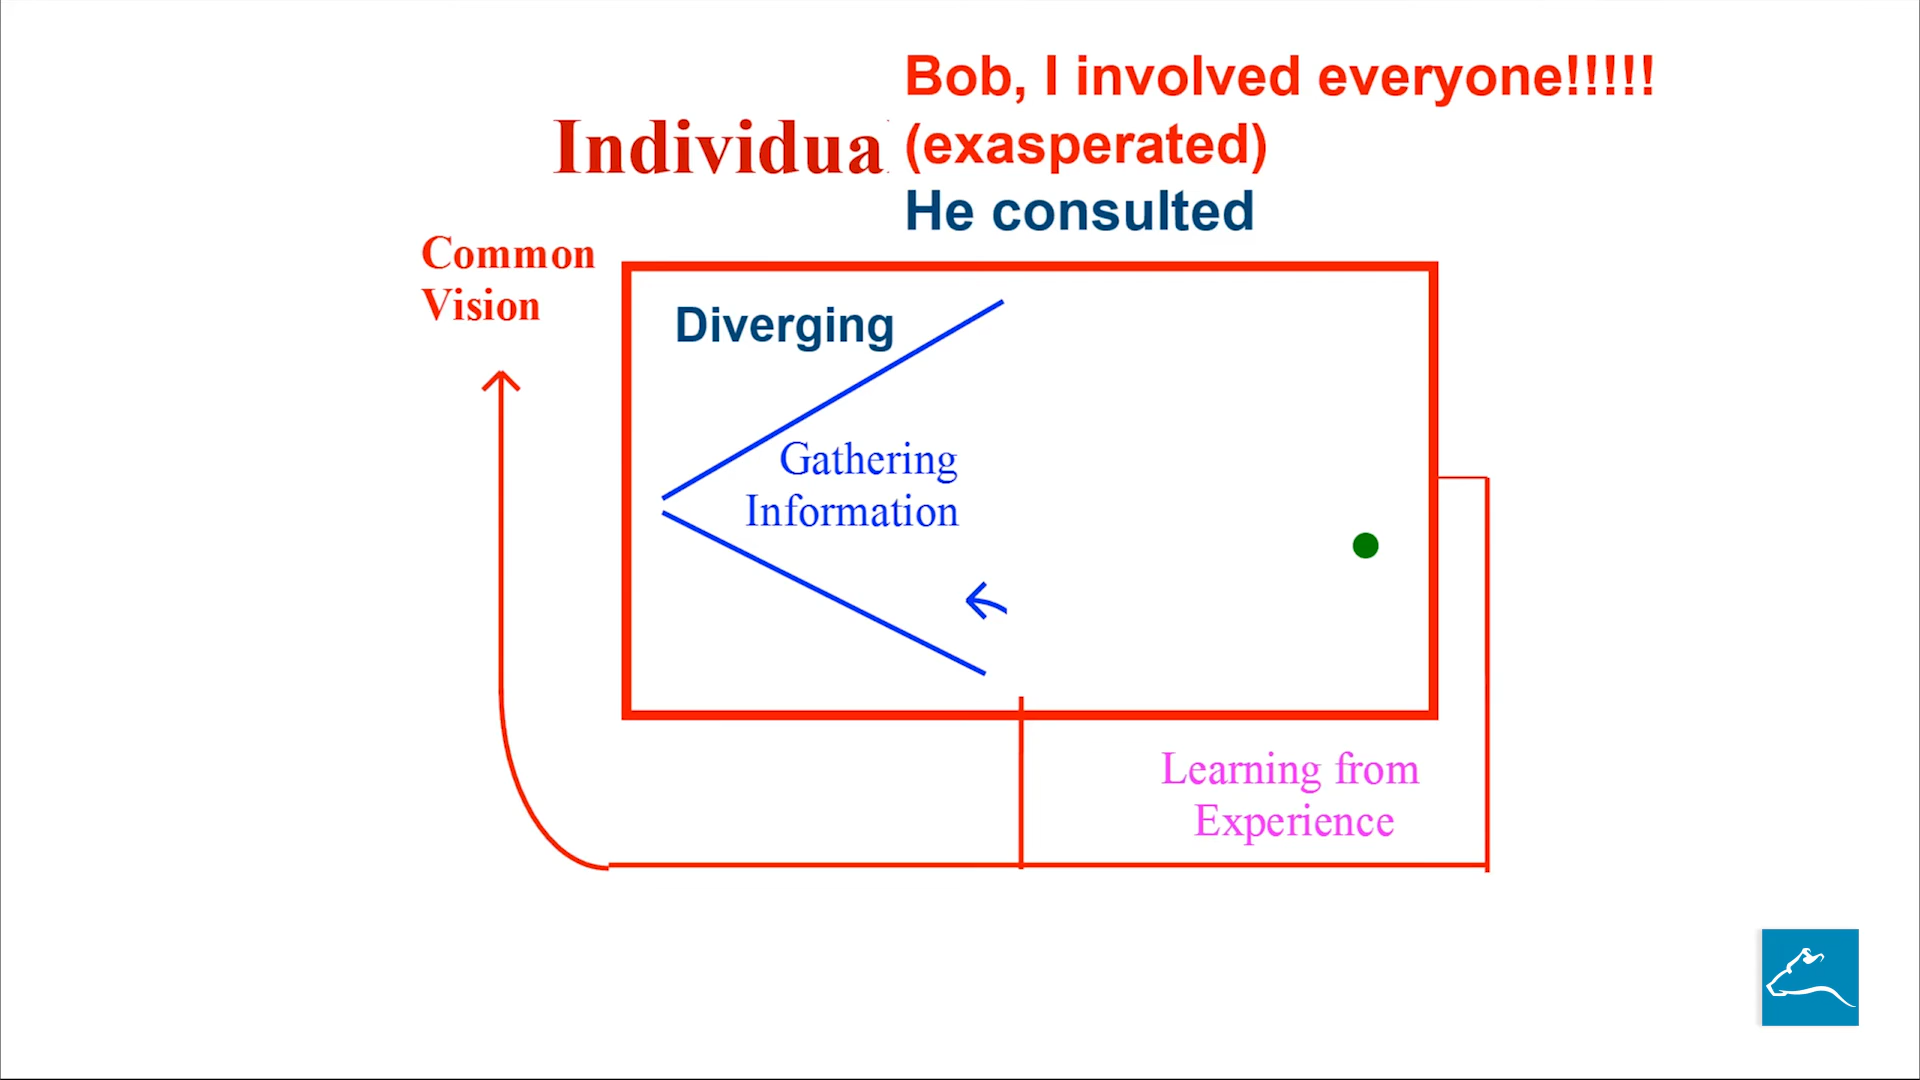 Bob, I involved everyone!!!!!
Individua (exasperated)
He consulted
Common
Vision
Diverging
Gathering
Information
Learning from
Experience